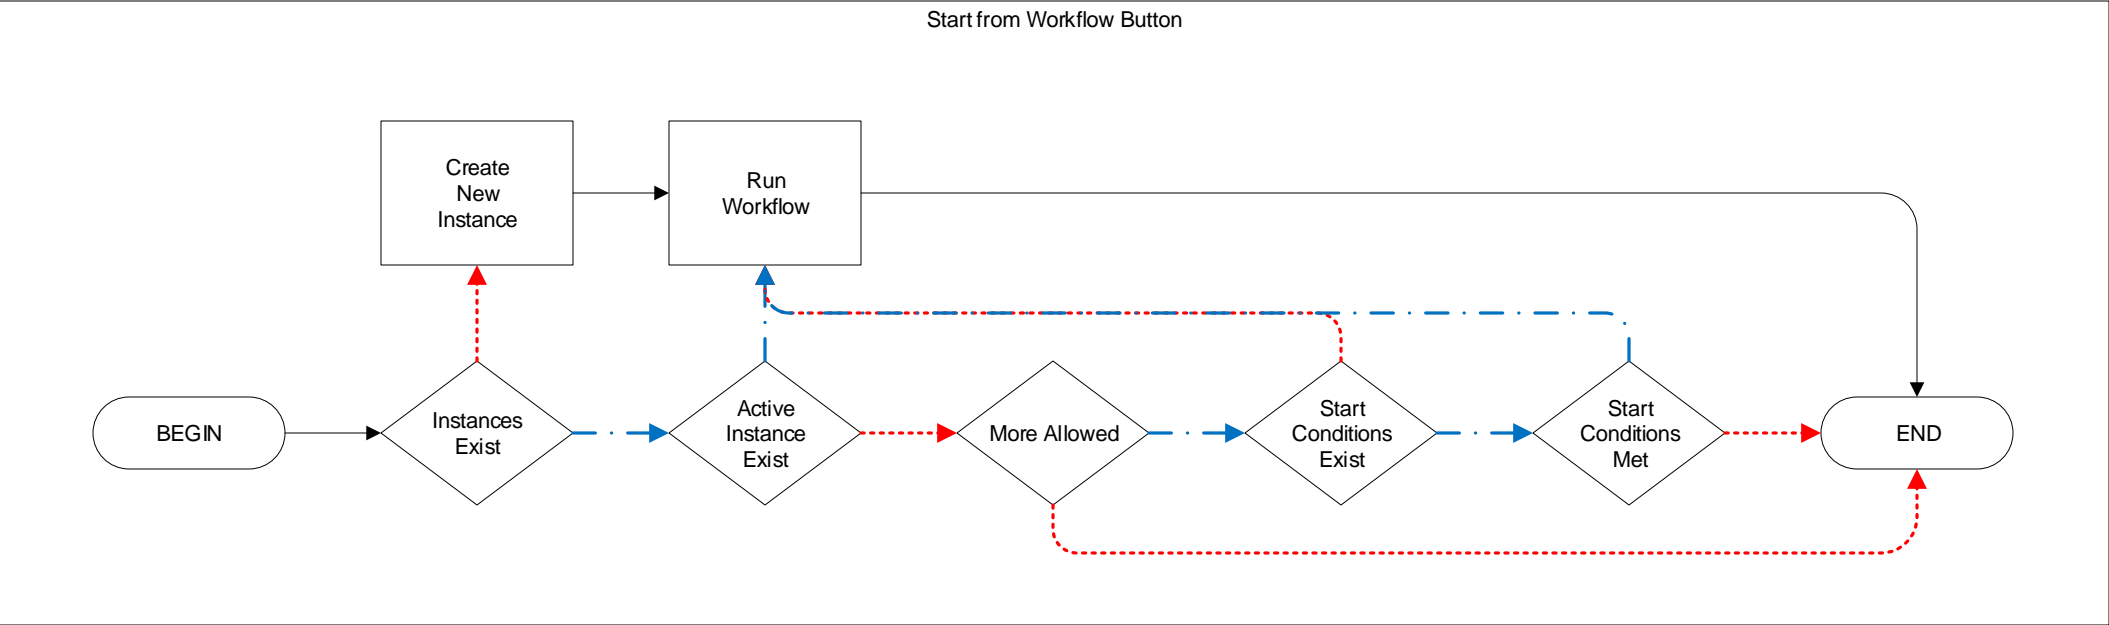 Start from Workflow Button
Create
New
Instance
Run
Workflow
BEGIN
Instances
Exist
Active
Instance
Exist
More Allowed
Start
Conditions
Exist
Start
Conditions
Met
END